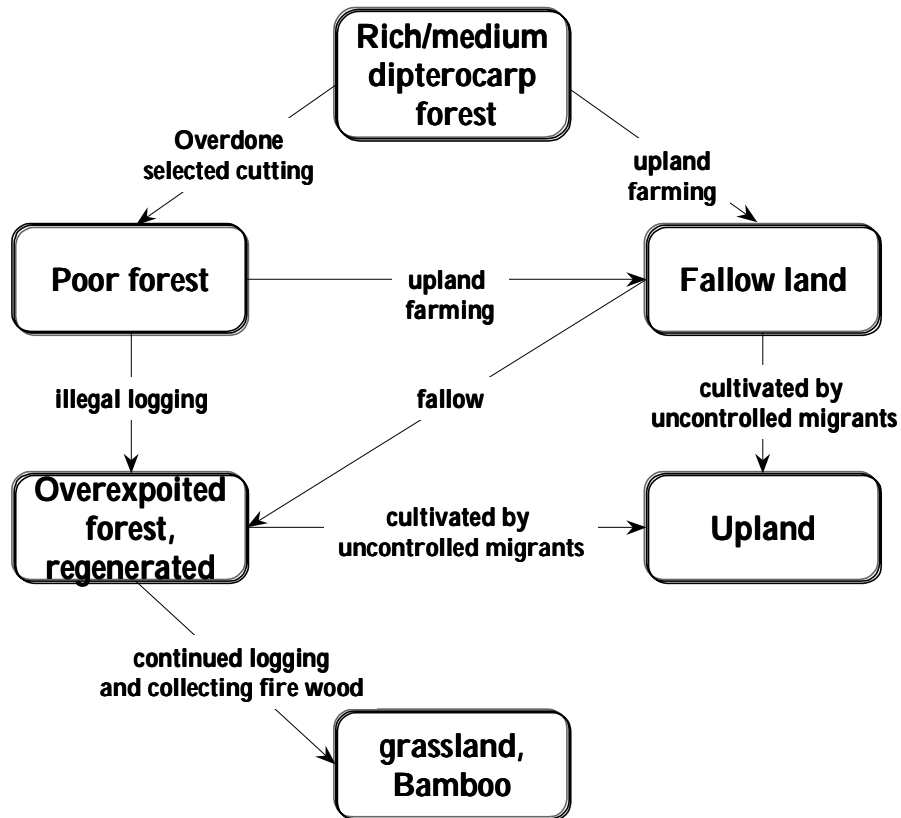 Rich/medium
dipterocarp
forest
Overdone
selected cutting
upland
farming
Poor forest
upland
farming
Fallow land
illegal logging
fallow
cultivated by
uncontrolled migrants
Overexpoited
forest,
regenerated
cultivated by
uncontrolled migrants
Upland
continued logging
and collecting fire wood
grassland,
Bamboo